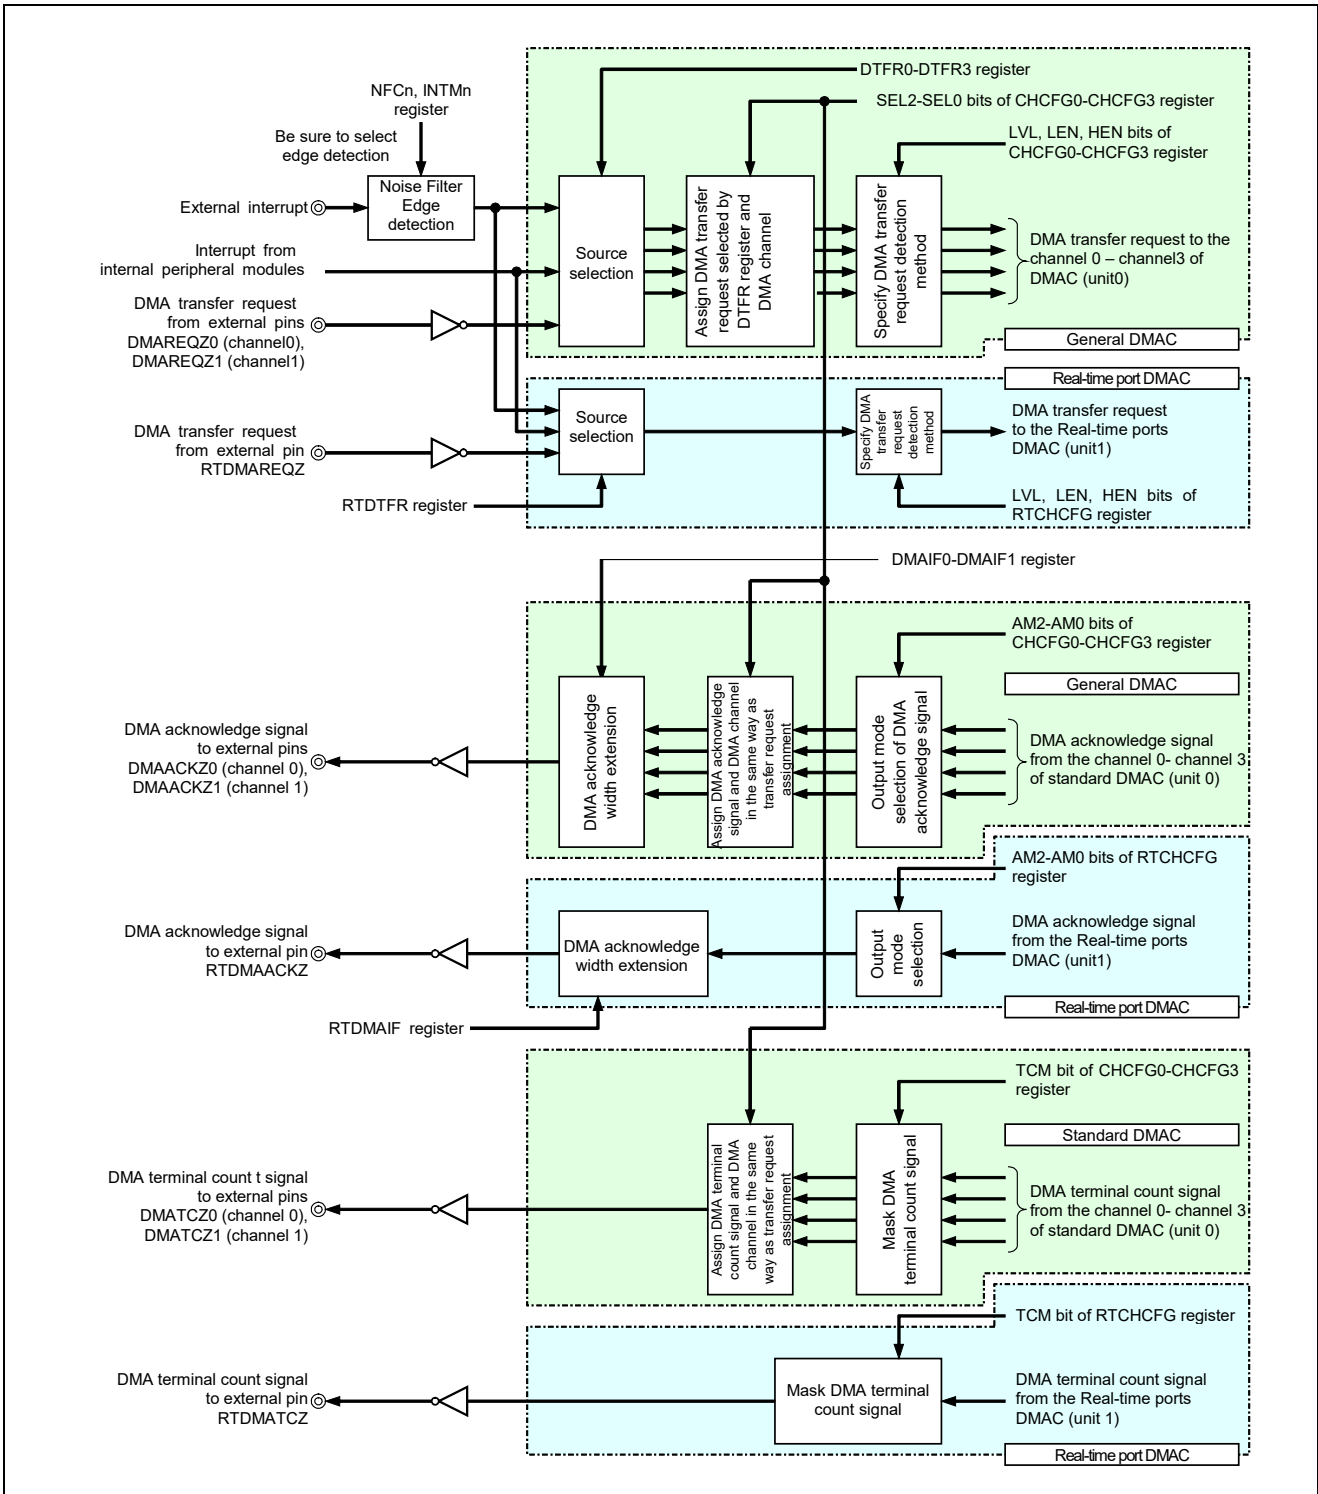 DTFR0-DTFR3 register
NFCn, INTMn
register
SEL2-SEL0 bits of CHCFG0-CHCFG3 register
Be sure to select
edge detection
LVL, LEN, HEN bits of
CHCFG0-CHCFG3 register
Noise Filter
Edge
detection
External interrupt
Interrupt from
internal peripheral modules
DMA transfer request
from external pins
DMAREQZ0 (channel0),
DMAREQZ1 (channel1)
Source
selection
Assign DMA transfer
request selected by
DTFR register and
DMA channel
Specify DMA transfer
request detection
method
DMA transfer request to the
channel 0 – channel3 of
DMAC (unit0)
General DMAC
Real-time port DMAC
DMA transfer request
from external pin
RTDMAREQZ
Source
selection
Specify DMA
transfer
request
detection
method
DMA transfer request
to the Real-time ports
DMAC (unit1)
RTDTFR register
LVL, LEN, HEN bits of
RTCHCFG register
DMAIF0-DMAIF1 register
AM2-AM0 bits of
CHCFG0-CHCFG3 register
General DMAC
DMA acknowledge signal
to external pins
DMAACKZ0 (channel 0),
DMAACKZ1 (channel 1)
DMA acknowledge
width extension
Assign DMA acknowledge
signal and DMA channel
in the same way as
transfer request
assignment
Output mode
selection of DMA
acknowledge signal
DMA acknowledge signal
from the channel 0- channel 3
of standard DMAC (unit 0)
AM2-AM0 bits of RTCHCFG
register
DMA acknowledge signal
to external pin
RTDMAACKZ
DMA acknowledge
width extension
Output
mode
selection
DMA acknowledge signal
from the Real-time ports
DMAC (unit1)
Real-time port DMAC
RTDMAIF register
TCM bit of CHCFG0-CHCFG3
register
Standard DMAC
DMA terminal count t signal
to external pins
DMATCZ0 (channel 0),
DMATCZ1 (channel 1)
Assign DMA terminal
count signal and DMA
channel in the same
way as transfer request
assignment
Mask DMA
terminal count signal
DMA terminal count signal
from the channel 0- channel 3
of standard DMAC (unit 0)
TCM bit of RTCHCFG register
DMA terminal count signal
to external pin
RTDMATCZ
Mask DMA terminal
count signal
DMA terminal count signal
from the Real-time ports
DMAC (unit 1)
Real-time port DMAC